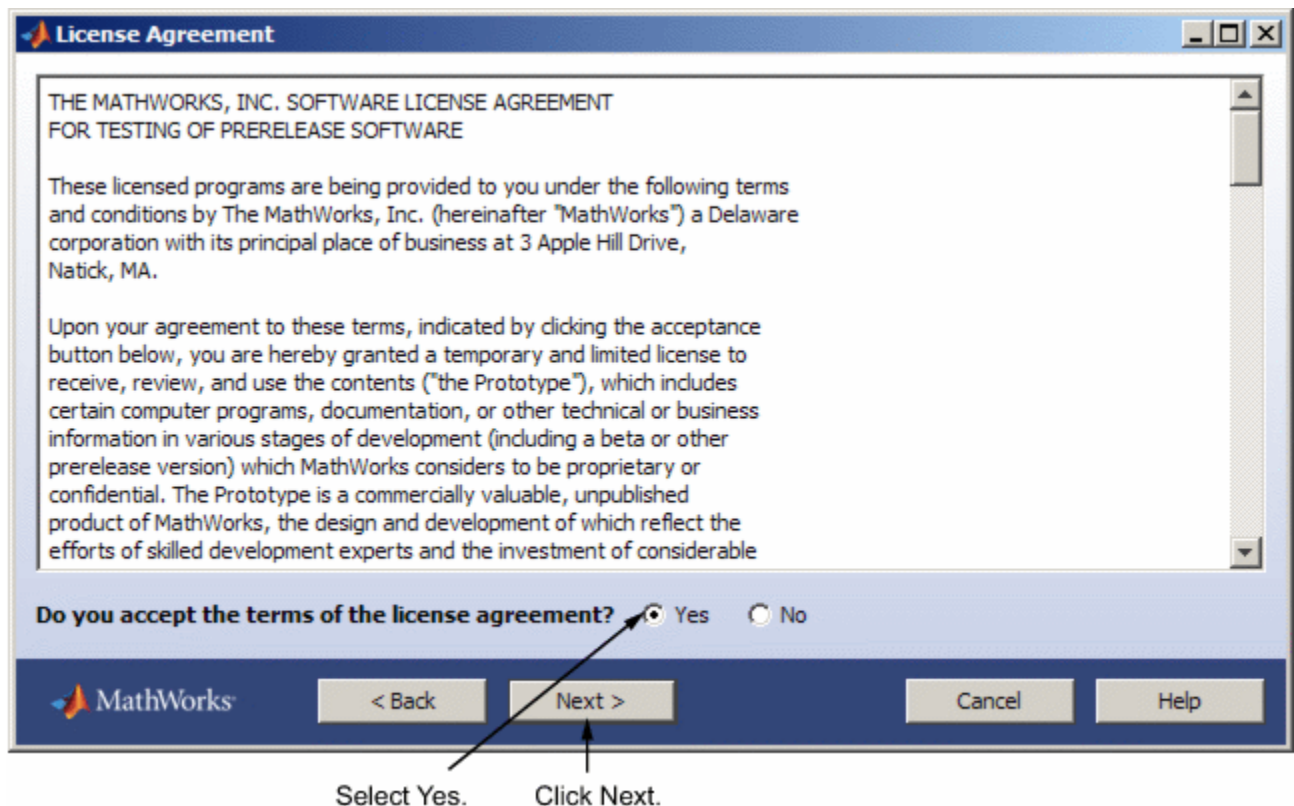 License Agreement
THE MATHWORKS, INC. SOFTWARE LICENSE AGREEMENT
FOR TESTING OF PRERELEASE SOFTWARE
These licensed programs are being provided to you under the following terms
and conditions by The MathWorks, Inc. (hereinafter "MathWorks") a Delaware
corporation with its principal place of business at 3 Apple Hill Drive,
Natick, MA.
Upon your agreement to these terms, indicated by clicking the acceptance
button below, you are hereby granted a temporary and limited license to
receive, review, and use the contents ("the Prototype"), which includes
certain computer programs, documentation, or other technical or business
information in various stages of development (including a beta or other
prerelease version) which MathWorks considers to be proprietary or
confidential. The Prototype is a commercially valuable, unpublished
product of MathWorks, the design and development of which reflect the
efforts of skilled development experts and the investment of considerable
Do you accept the terms of the license agreement? Yes No
MathWorks < Back Next > Cancel Help
Select Yes. Click Next.